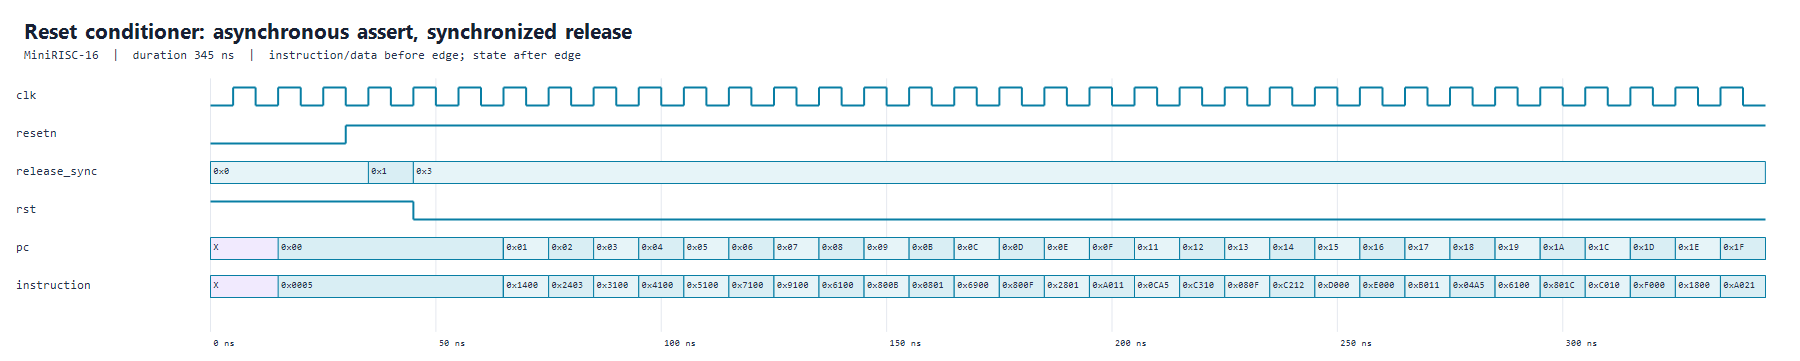 Reset conditioner: asynchronous assert, synchronized release
MiniRISC-16 | duration 345 ns | instruction/data before edge; state after edge
clk
resetn
release_sync 0x0 0x1 0x3
rst
pc X 0x00 0x01 0x02 0x03 0x04 0x05 0x06 0x07 0x08 0x09 0x0B 0x0C 0x0D 0x0E 0x0F 0x11 0x12 0x13 0x14 0x15 0x16 0x17 0x18 0x19 0x1A 0x1C 0x1D 0x1E 0x1F
instruction X 0x0005 0x1400 0x2403 0x3100 0x4100 0x5100 0x7100 0x9100 0x6100 0x800B 0x0801 0x6900 0x800F 0x2801 0xA011 0x0CA5 0xC310 0x080F 0xC212 0xD000 0xE000 0xB011 0x04A5 0x6100 0x801C 0xC010 0xF000 0x1800 0xA021
0 ns 50 ns 100 ns 150 ns 200 ns 250 ns 300 ns